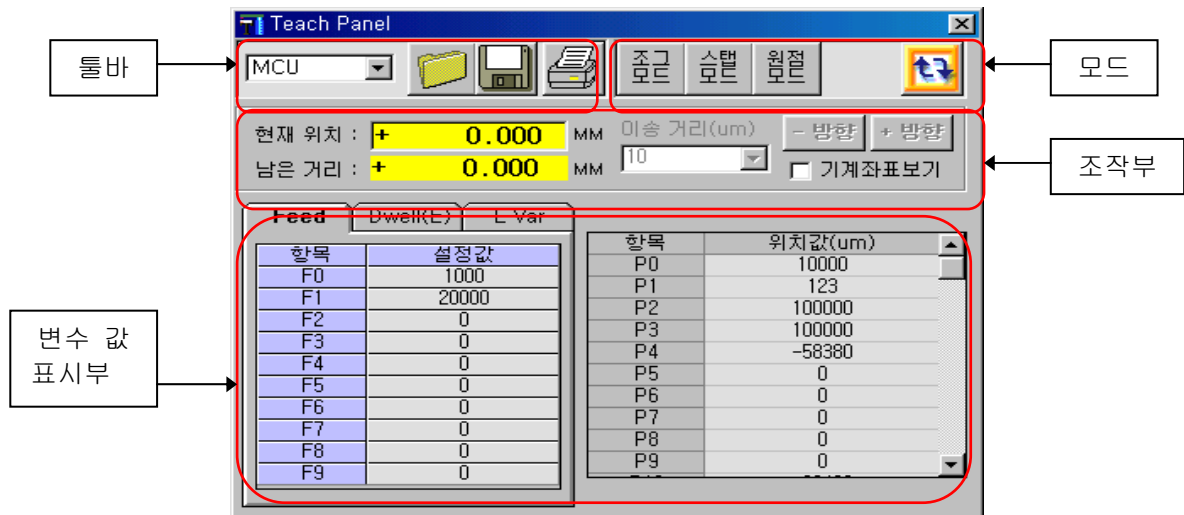 Teach Panel
툴바
MCU
조그
모드
스탭
모드
원점
모드
모드
현재 위치 : + 0.000 MM
이송 거리(um)
- 방향
+ 방향
남은 거리 : + 0.000 MM
10
기계좌표보기
조작부
Feed
Dwell(E)
L Var
변수 값
표시부
항목 설정값
F0 1000
F1 20000
F2 0
F3 0
F4 0
F5 0
F6 0
F7 0
F8 0
F9 0
항목 위치값(um)
P0 10000
P1 123
P2 100000
P3 100000
P4 -58380
P5 0
P6 0
P7 0
P8 0
P9 0